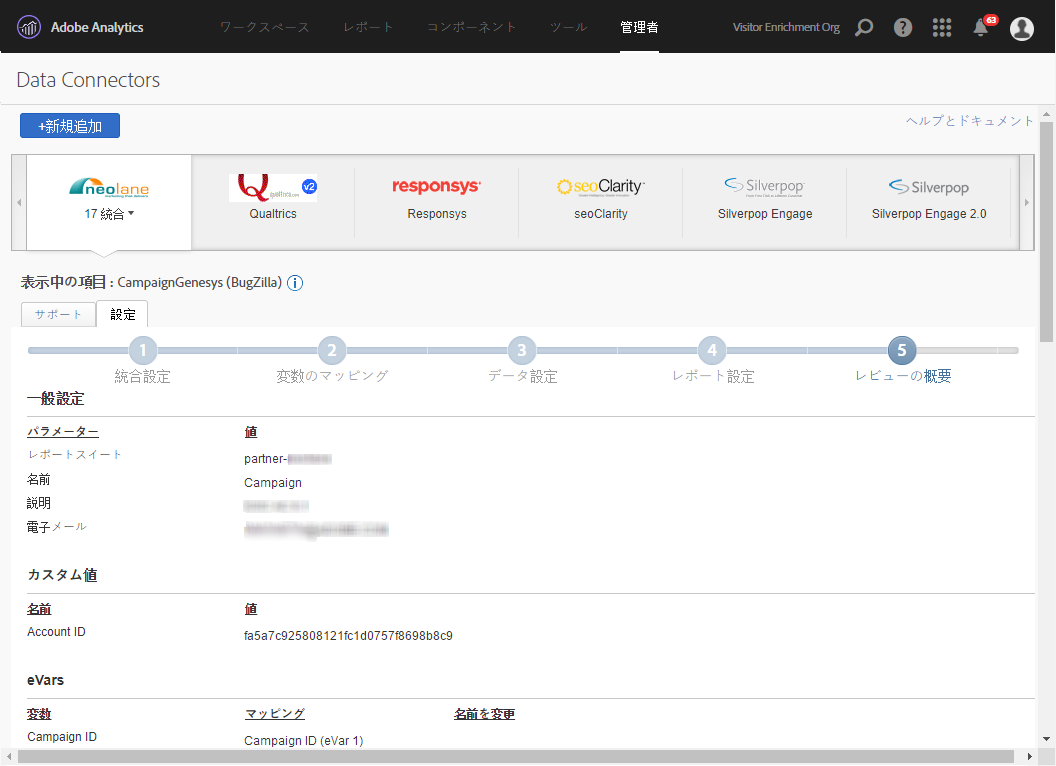 Adobe Analytics ワークスペース レポート コンポーネント ツール 管理者 Visitor Enrichment Org 63
Data Connectors
+新規追加 ヘルプとドキュメント
neolane
17 統合
Qualtrics.com v2
Qualtrics
responsys
Responsys
seoClarity
seoClarity
Silverpop
Silverpop Engage
Silverpop
Silverpop Engage 2.0
表示中の項目 : CampaignGenesys (BugZilla)
サポート 設定
1 2 3 4 5
統合設定 変数のマッピング データ設定 レポート設定 レビューの概要
一般設定
パラメーター 値
レポートスイート partner-
名前 Campaign
説明
電子メール
カスタム値
名前 値
Account ID fa5a7c925808121fc1d0757f8698b8c9
eVars
変数 マッピング 名前を変更
Campaign ID Campaign ID (eVar 1)